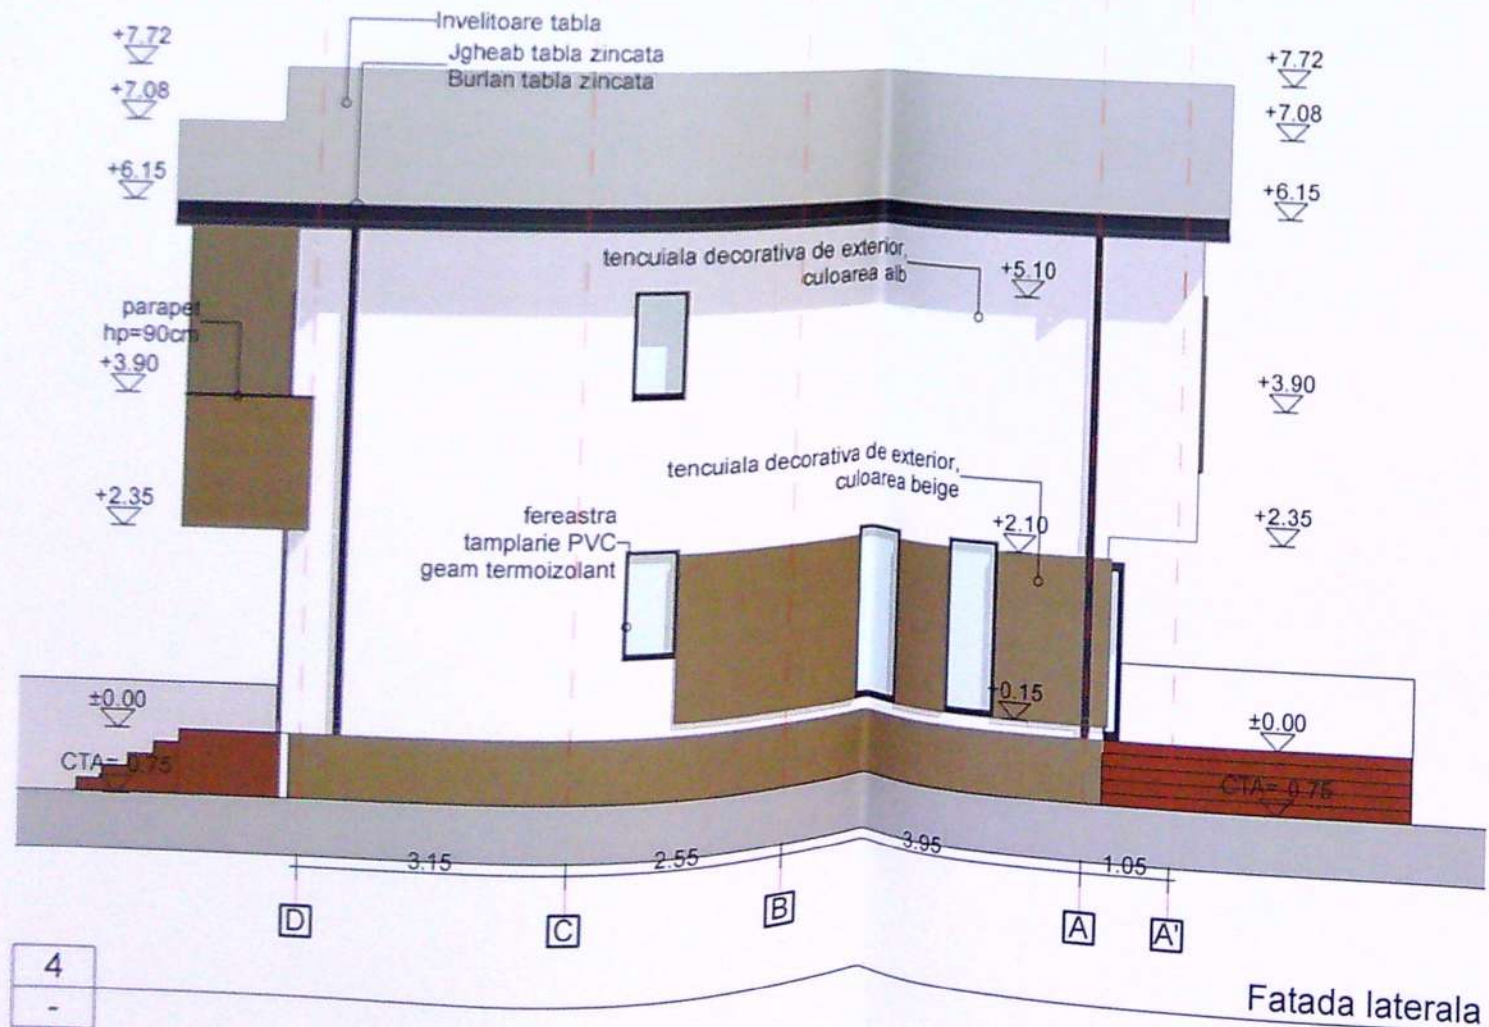 Invelitoare tabla
+7.72
Jgheab tabla zincata
+7.72
Burlan tabla zincata
+7.08
+7.08
+6.15
+6.15
tencuiala decorativa de exterior,
culoarea alb
+5.10
parapet
hp=90cm
+3.90
+3.90
tencuiala decorativa de exterior,
culoarea beige
+2.35
fereastra
tamplarie PVC
geam termoizolant
+2.10
+2.35
±0.00
+0.15
±0.00
CTA=-0.75
CTA=-0.75
3.15
2.55
3.95
1.05
D
C
B
A
A'
4
-
Fatada laterala